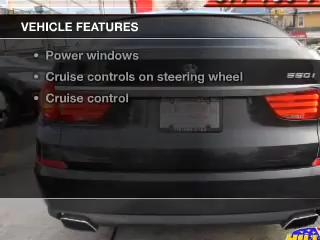 VEHICLE FEATURES
• Power windows
• Cruise controls on steering wheel
550i
• Cruise control